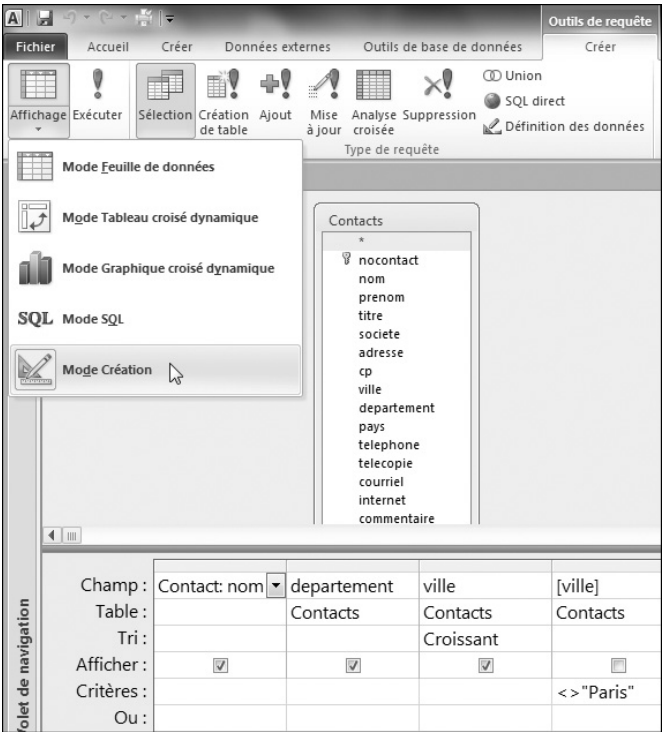 Outils de requête
Fichier Accueil Créer Données externes Outils de base de données Créer
Affichage Exécuter Sélection Création de table Ajout Mise à jour Analyse croisée Suppression
Union
SQL direct
Définition des données
Type de requête
Mode Feuille de données
Mode Tableau croisé dynamique
Mode Graphique croisé dynamique
SQL Mode SQL
Mode Création
Contacts
*
nocontact
nom
prenom
titre
societe
adresse
cp
ville
departement
pays
telephone
telecopie
courriel
internet
commentaire
Champ : Contact: nom departement ville [ville]
Table : Contacts Contacts Contacts
Tri : Croissant
Afficher :
Critères : <>"Paris"
Ou :
Volet de navigation